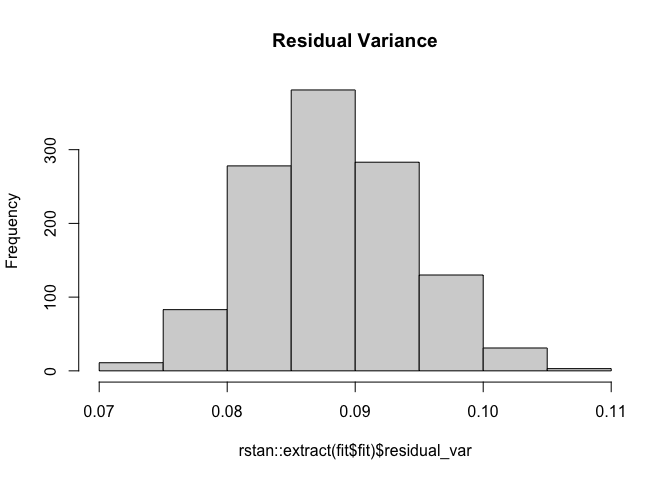 Residual Variance
Frequency
300
200
100
0
0.07 0.08 0.09 0.10 0.11
rstan::extract(fit$fit)$residual_var